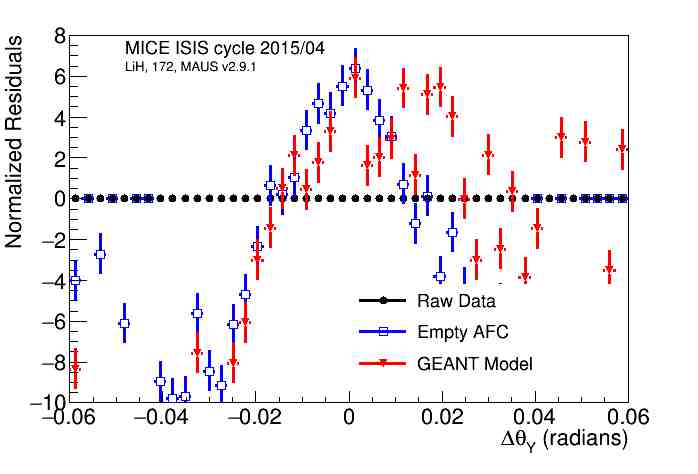 MICE ISIS cycle 2015/04
LiH, 172, MAUS v2.9.1
Normalized Residuals
8
6
4
2
0
−2
−4
−6
−8
−10
Raw Data
Empty AFC
GEANT Model
−0.06 −0.04 −0.02 0 0.02 0.04 0.06
Δθ_Y (radians)